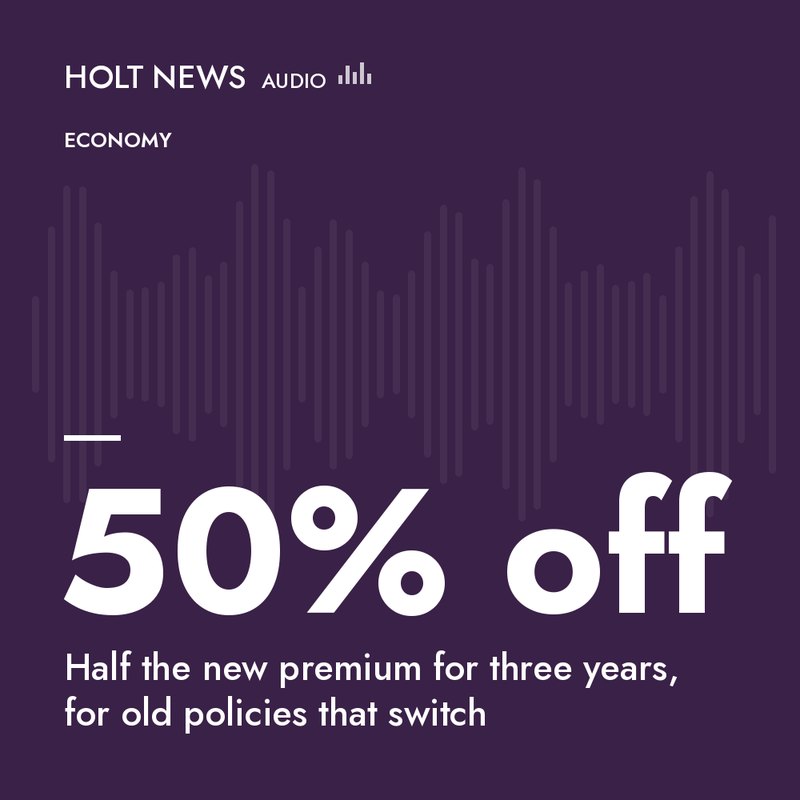 HOLT NEWS AUDIO
ECONOMY
50% off
Half the new premium for three years,
for old policies that switch